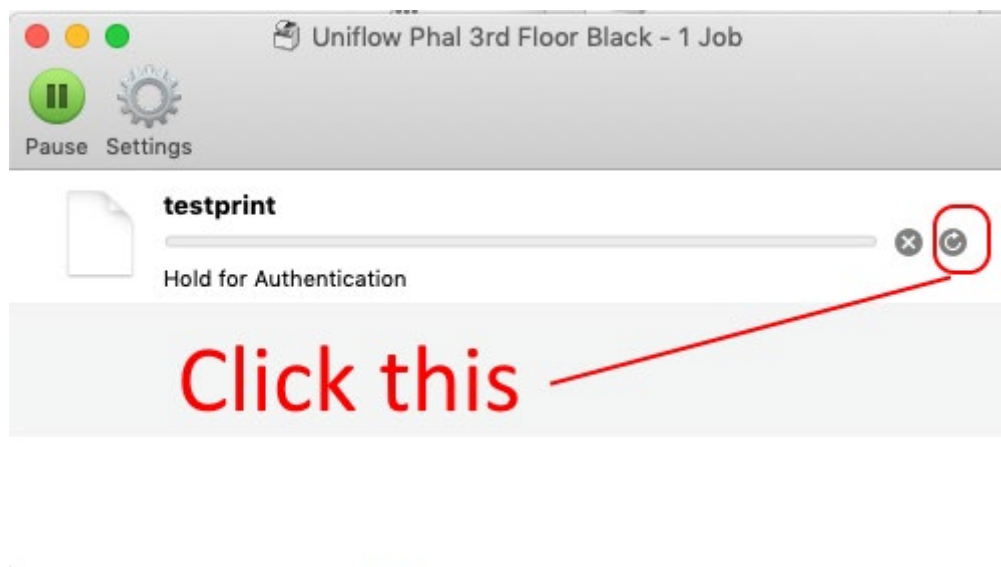 Uniflow Phal 3rd Floor Black - 1 Job
Pause Settings
testprint
Hold for Authentication
Click this